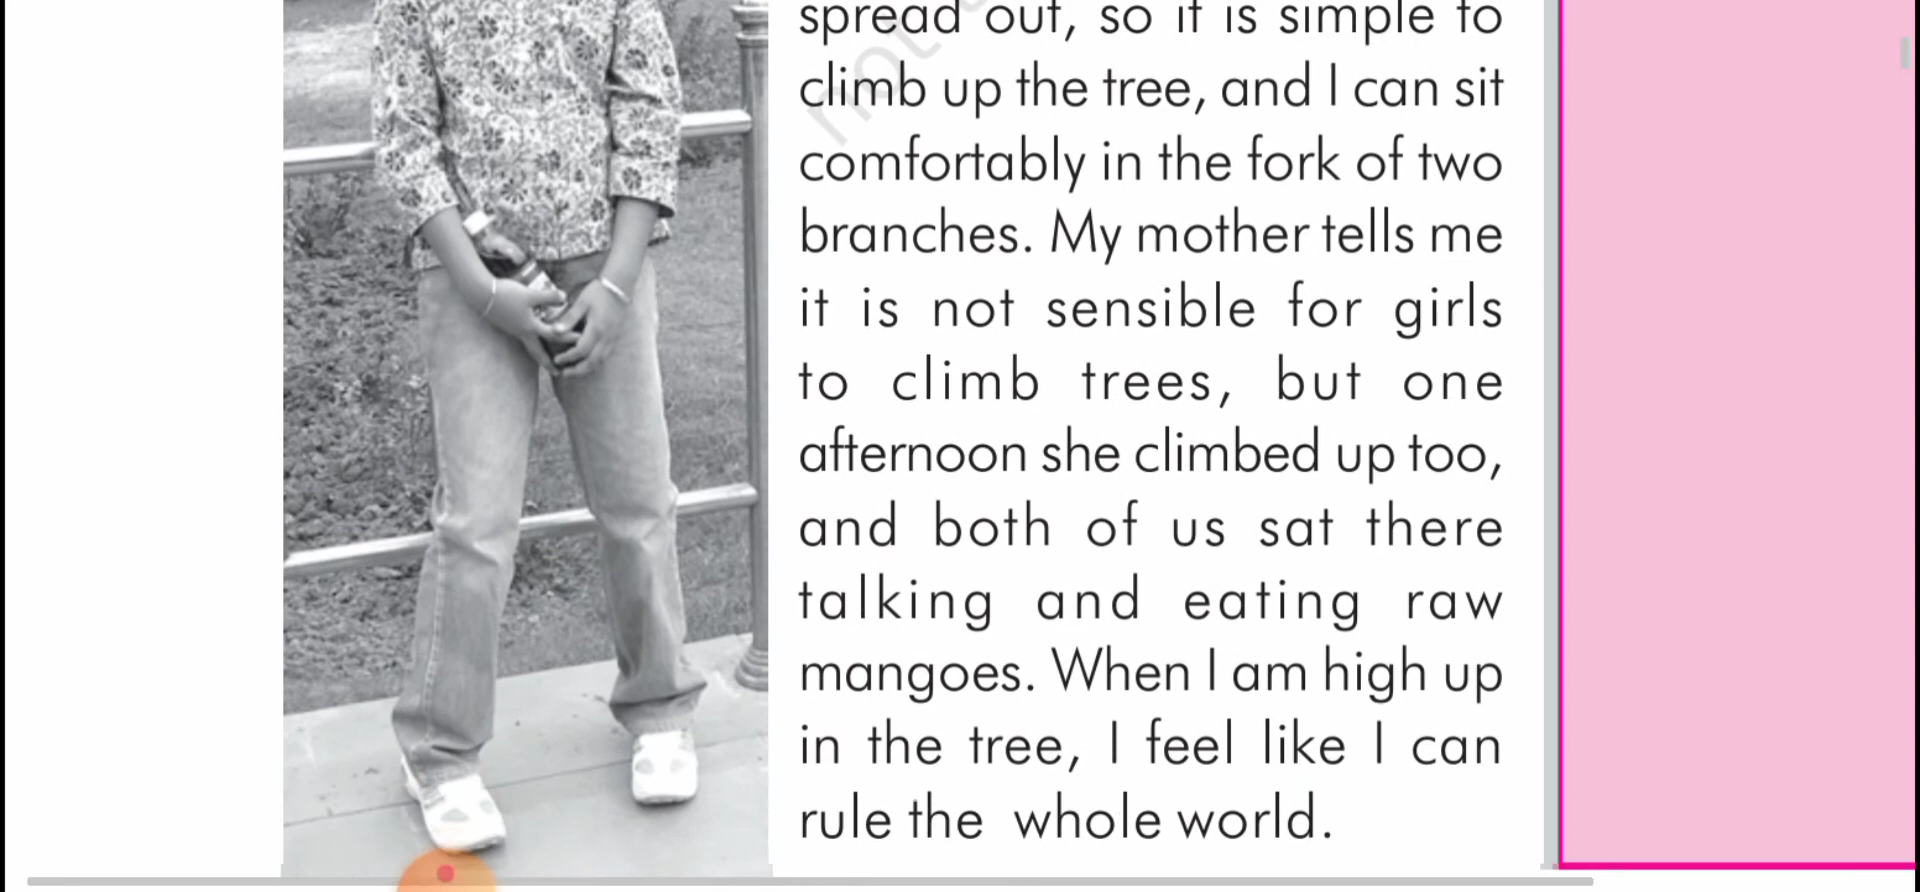 spread out, so it is simple to
climb up the tree, and I can sit
comfortably in the fork of two
branches. My mother tells me
it is not sensible for girls
to climb trees, but one
afternoon she climbed up too,
and both of us sat there
talking and eating raw
mangoes. When I am high up
in the tree, I feel like I can
rule the whole world.
not